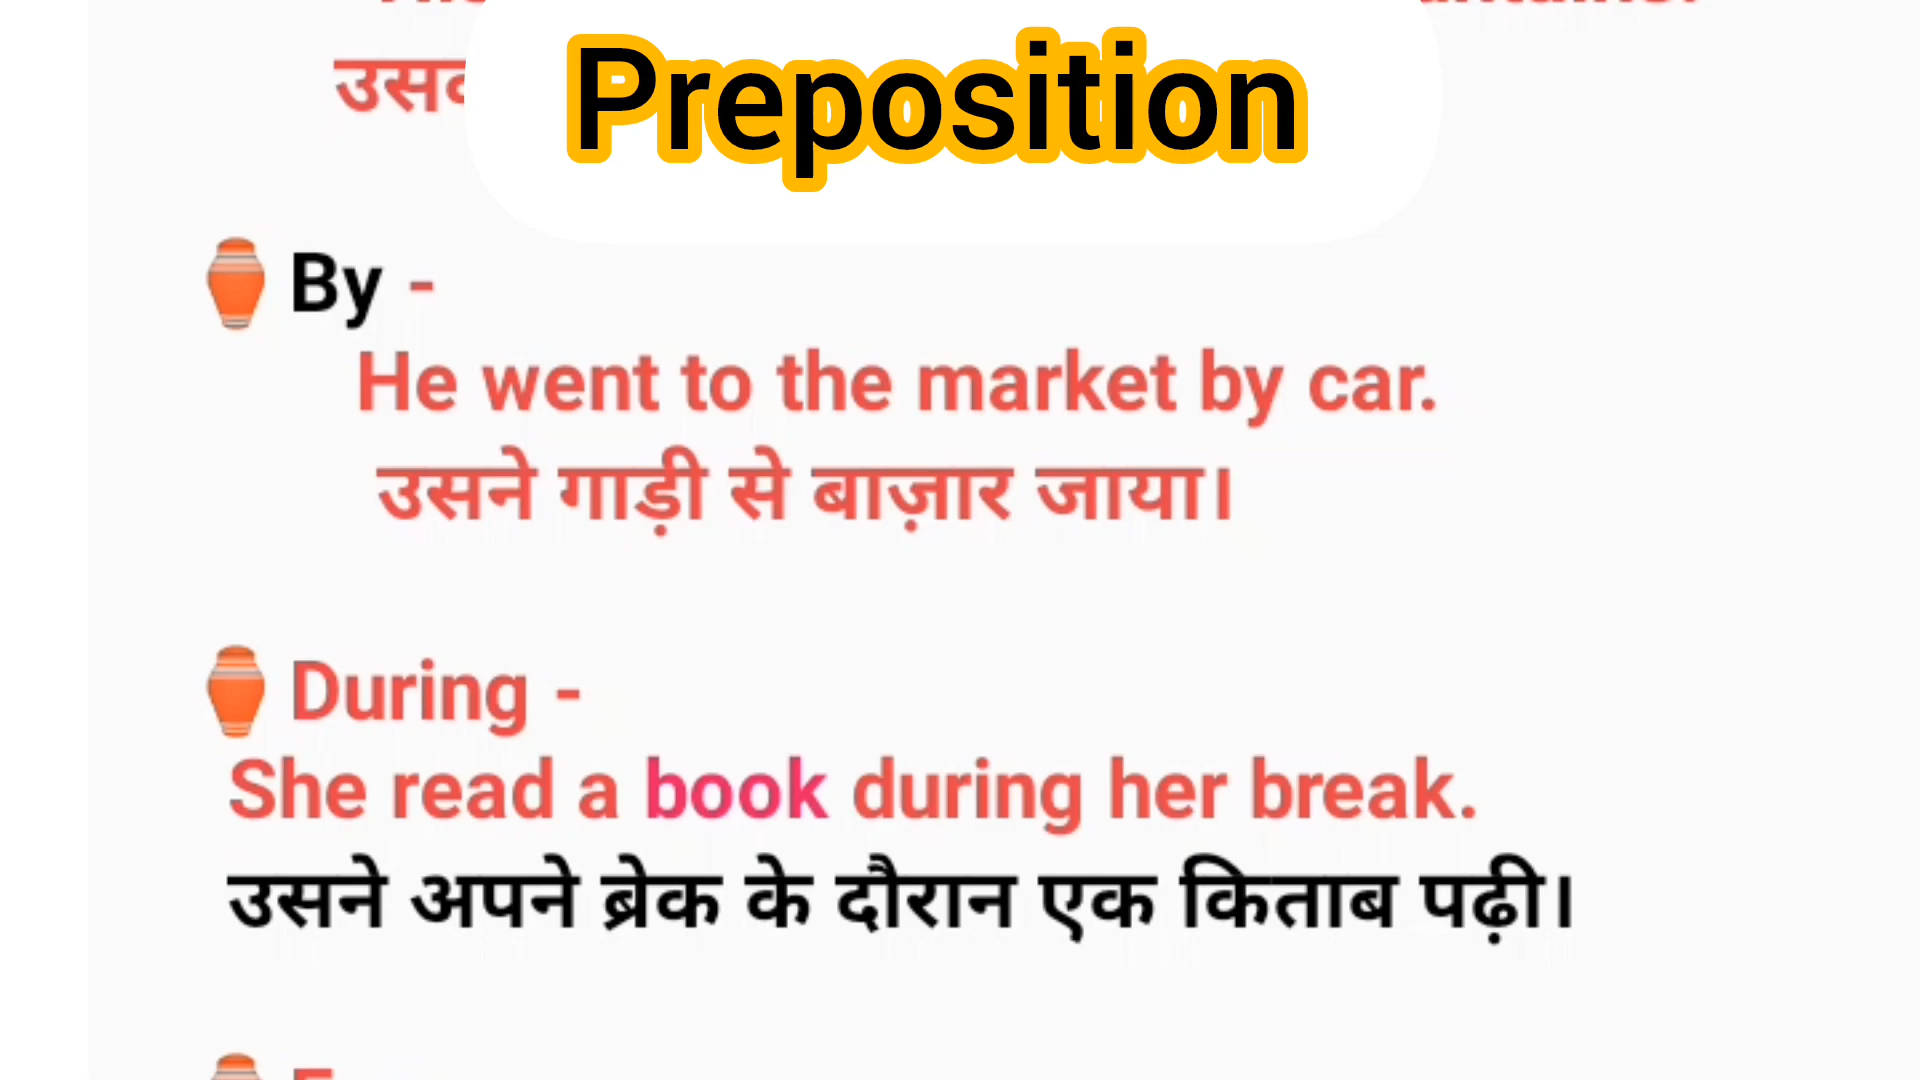 Preposition
By -
He went to the market by car.
उसने गाड़ी से बाज़ार जाया।
During -
She read a book during her break.
उसने अपने ब्रेक के दौरान एक किताब पढ़ी।